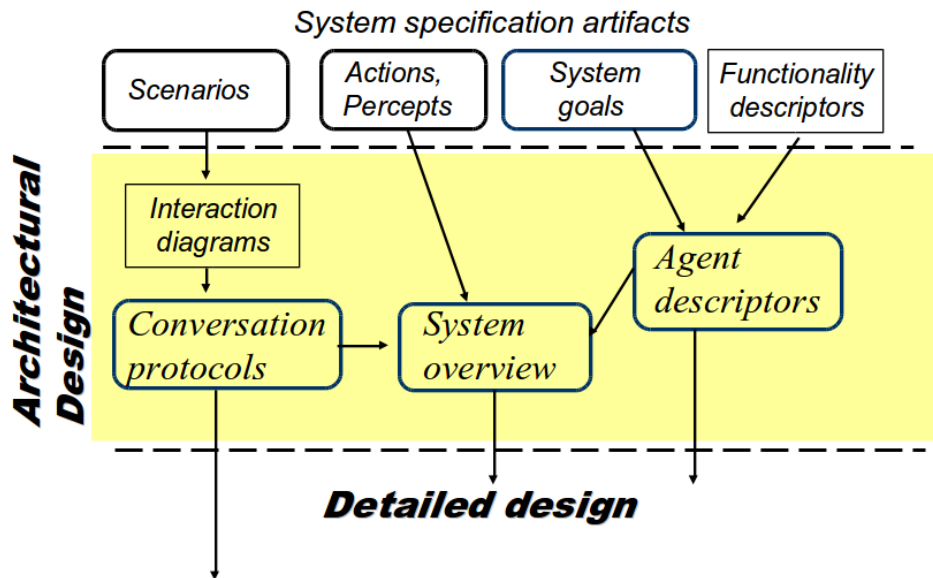 System specification artifacts
Scenarios
Actions,
Percepts
System
goals
Functionality
descriptors
Architectural
Design
Interaction
diagrams
Agent
descriptors
Conversation
protocols
System
overview
Detailed design